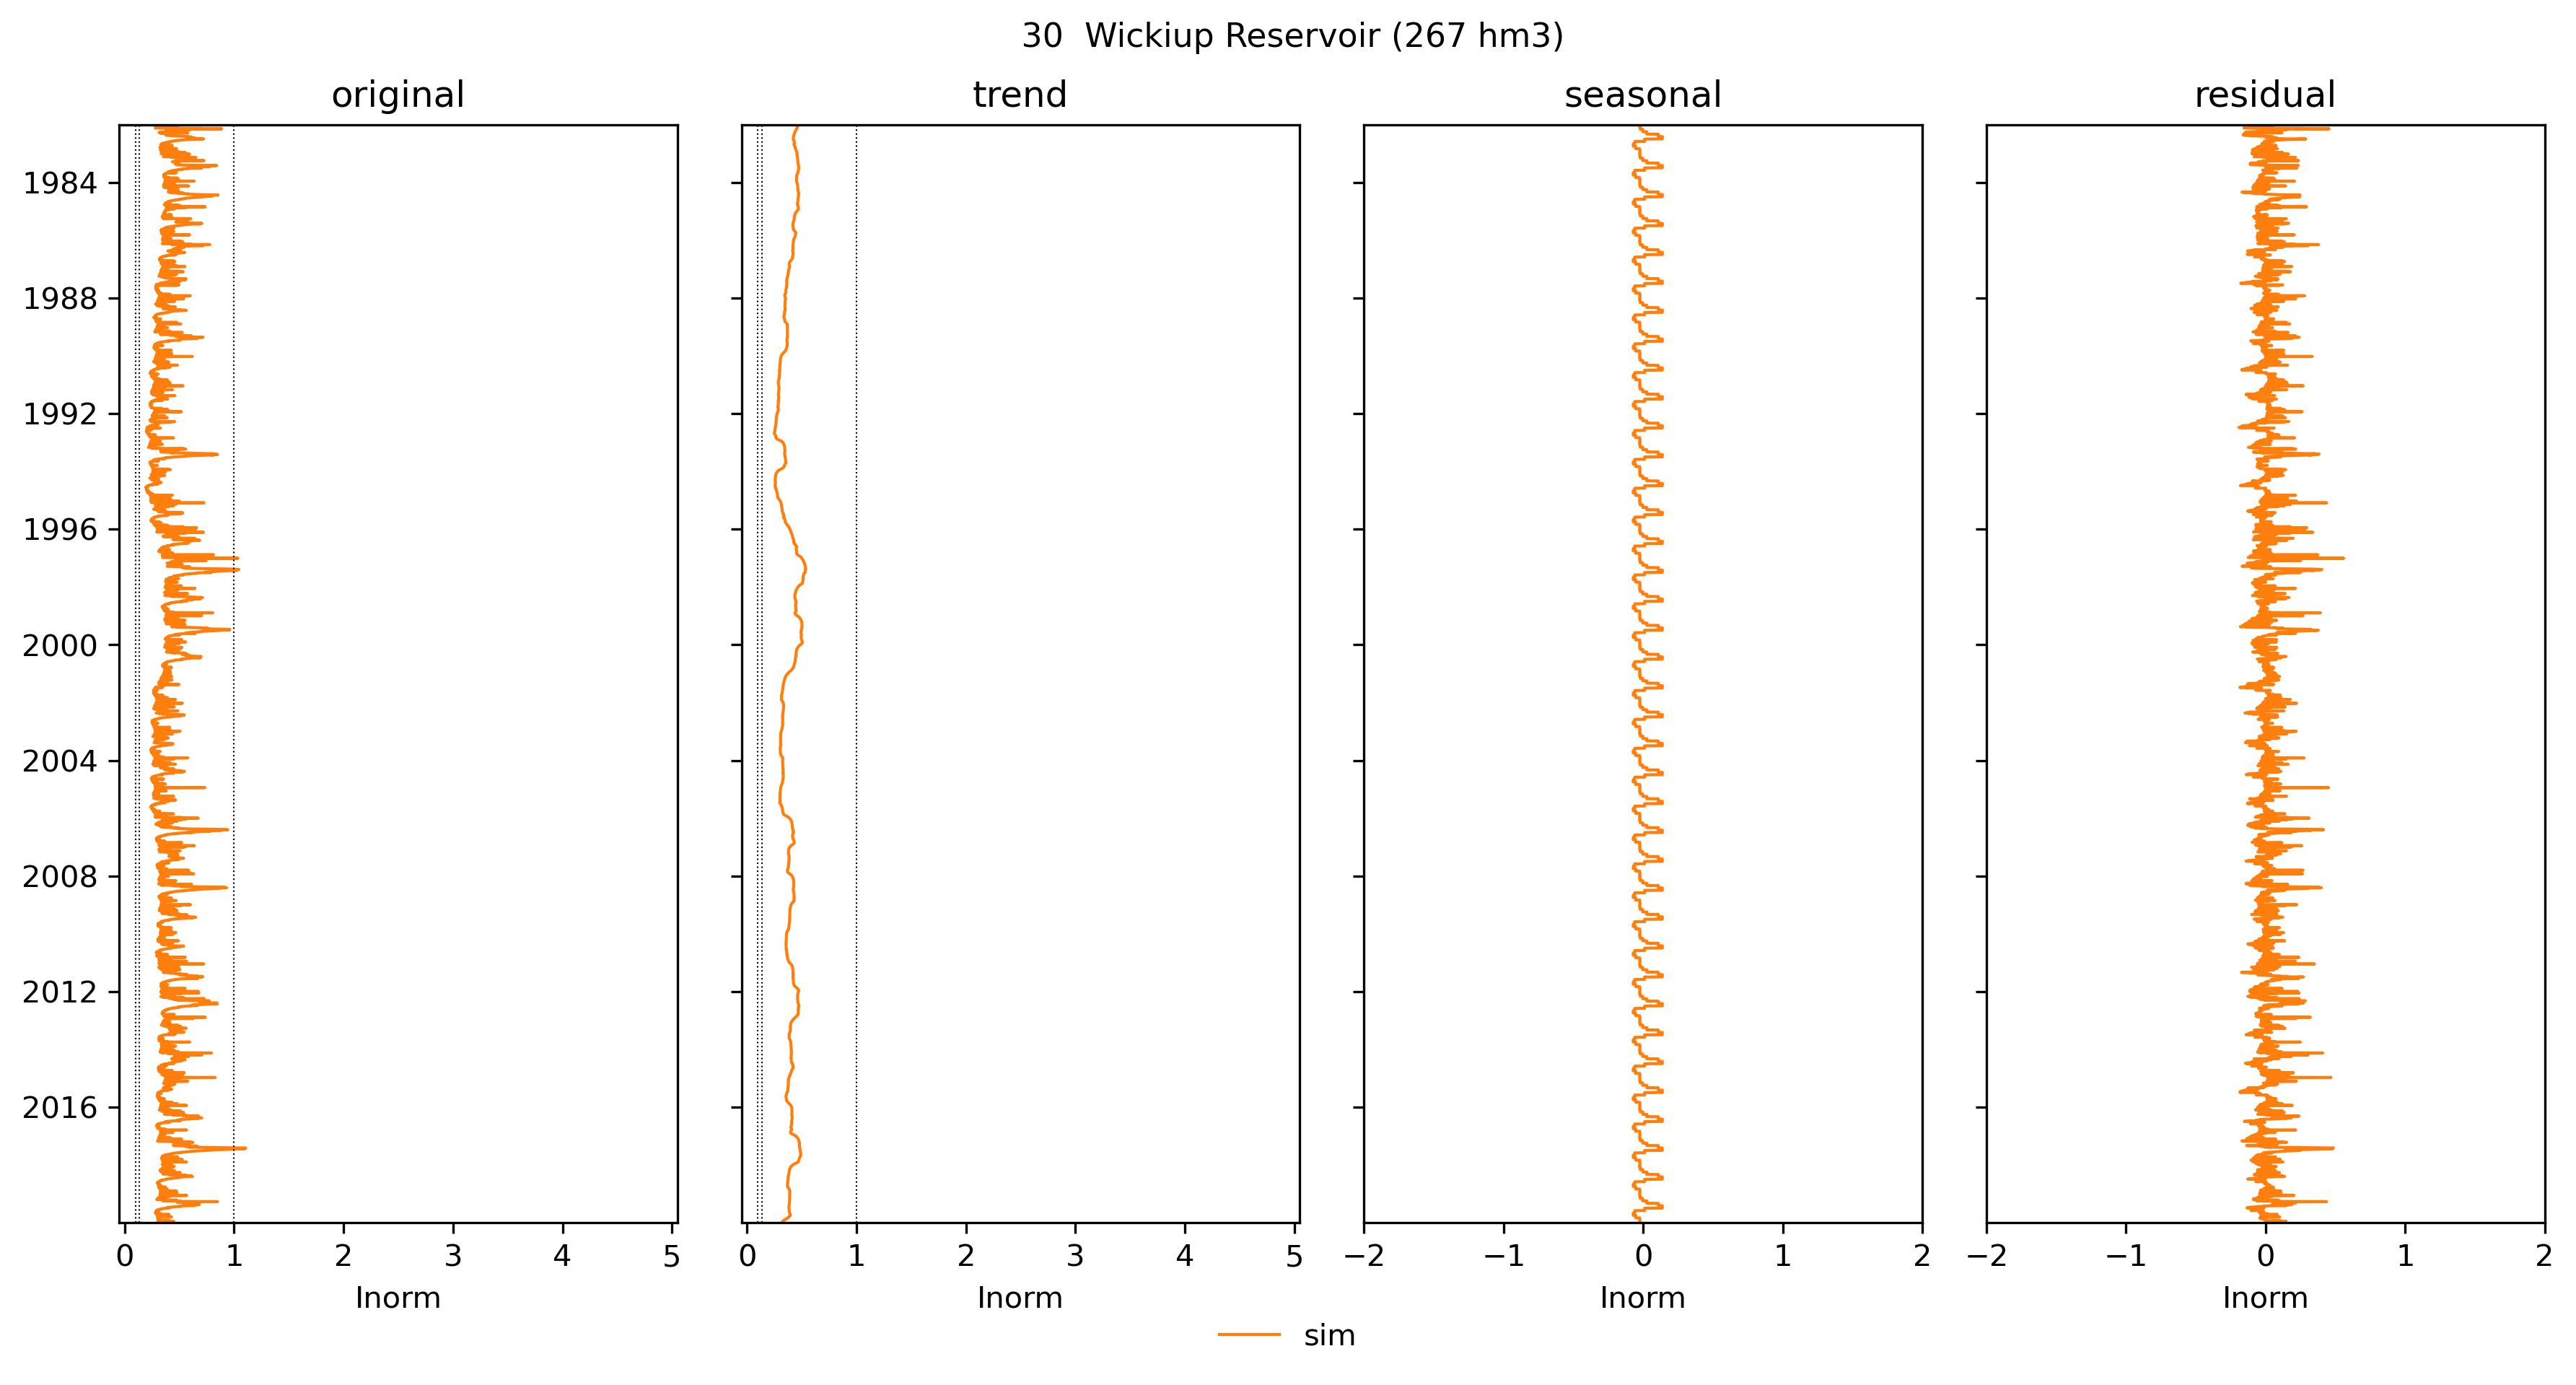 30  Wickiup Reservoir (267 hm3)
original
trend
seasonal
residual
1984
1988
1992
1996
2000
2004
2008
2012
2016
0 1 2 3 4 5
0 1 2 3 4 5
−2 −1 0 1 2
−2 −1 0 1 2
Inorm
Inorm
Inorm
Inorm
sim